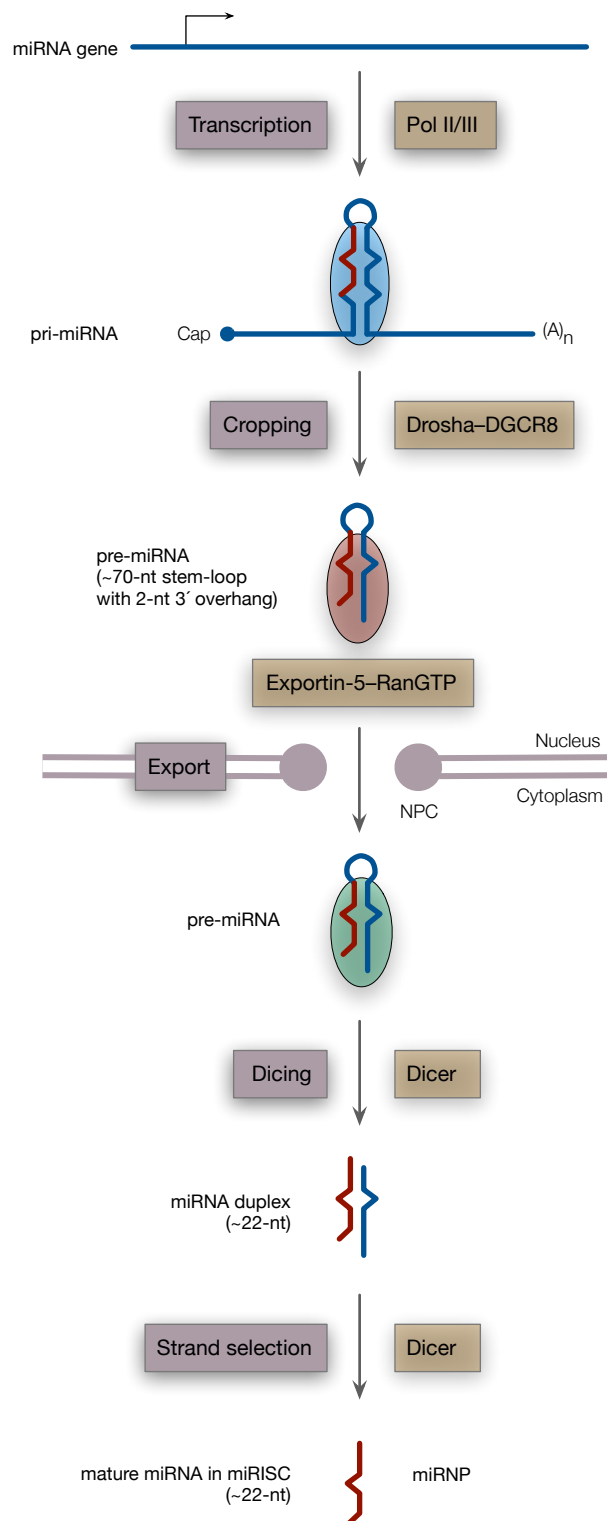 miRNA gene
Transcription
Pol II/III
pri-miRNA
Cap
(A)n
Cropping
Drosha–DGCR8
pre-miRNA
(~70-nt stem-loop
with 2-nt 3´ overhang)
Exportin-5–RanGTP
Export
Nucleus
NPC
Cytoplasm
pre-miRNA
Dicing
Dicer
miRNA duplex
(~22-nt)
Strand selection
Dicer
mature miRNA in miRISC
(~22-nt)
miRNP